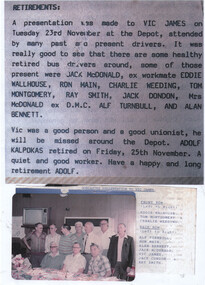 RETIREMENTS:
A presentation was made to VIC JAMES on
Tuesday 23rd November at the Depot, attended
by many past and present drivers. It was
really good to see that there are some healthy
retired bus drivers around, some of those
present were JACK McDONALD, ex workmate EDDIE
WALLHOUSE, RON HAIN, CHARLIE WEDDING, TOM
MONTGOMERY, RAY SMITH, JACK DONDON, Mrs
McDONALD ex D.M.C. ALF TURNBULL, AND ALAN
BENNETT.
Vic was a good person and a good unionist, he
will be missed around the Depot. ADOLF
KALPOKAS retired on Friday, 25th November. A
quiet and good worker. Have a happy and long
retirement ADOLF.